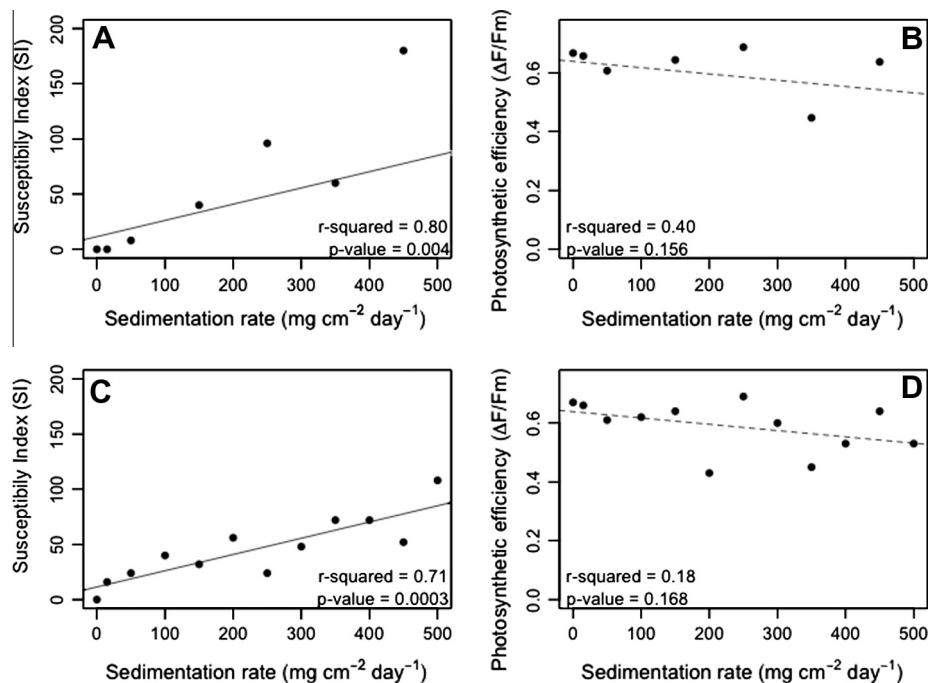 A
Susceptibily Index (SI)
200
150
100
50
0
r-squared = 0.80
p-value = 0.004
0 100 200 300 400 500
Sedimentation rate (mg cm⁻² day⁻¹)
B
Photosynthetic efficiency (ΔF/Fm)
0.6
0.4
0.2
0.0
r-squared = 0.40
p-value = 0.156
0 100 200 300 400 500
Sedimentation rate (mg cm⁻² day⁻¹)
C
Susceptibily Index (SI)
200
150
100
50
0
r-squared = 0.71
p-value = 0.0003
0 100 200 300 400 500
Sedimentation rate (mg cm⁻² day⁻¹)
D
Photosynthetic efficiency (ΔF/Fm)
0.6
0.4
0.2
0.0
r-squared = 0.18
p-value = 0.168
0 100 200 300 400 500
Sedimentation rate (mg cm⁻² day⁻¹)